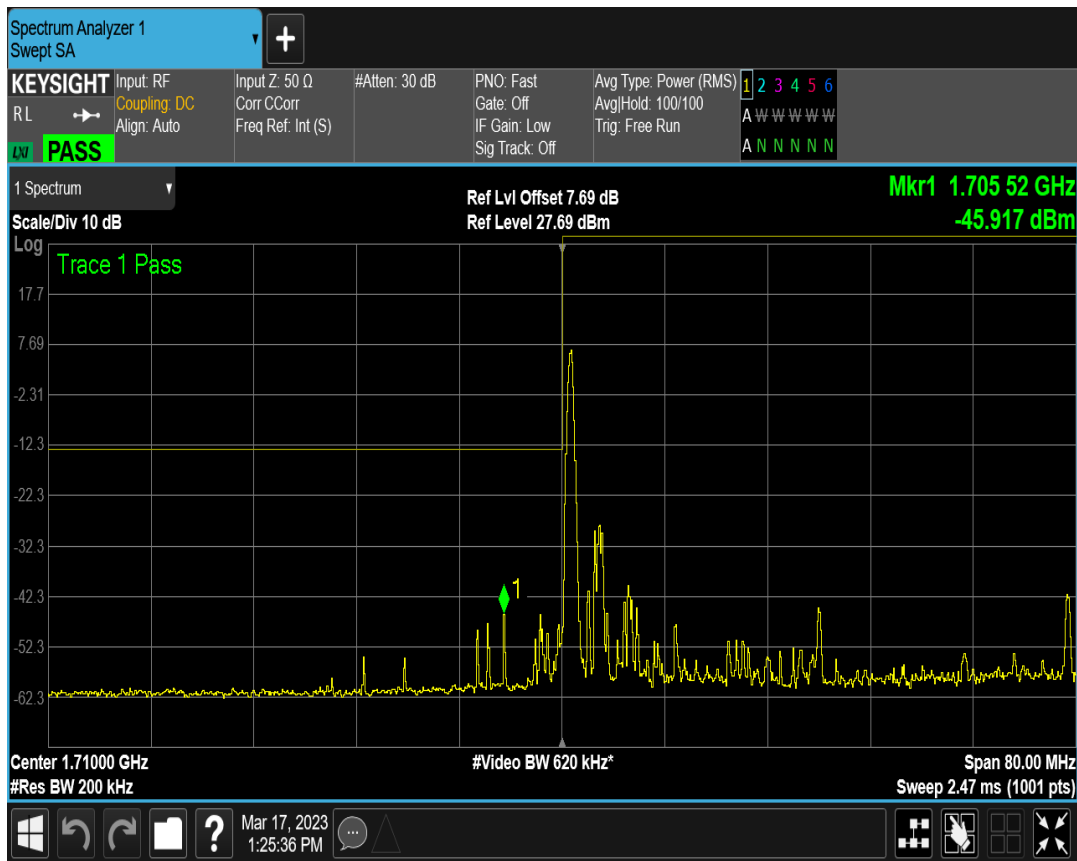 Spectrum Analyzer 1
Swept SA
+
KEYSIGHT
RL
LXI PASS
Input: RF
Coupling: DC
Align: Auto
Input Z: 50 Ω
Corr CCorr
Freq Ref: Int (S)
#Atten: 30 dB
PNO: Fast
Gate: Off
IF Gain: Low
Sig Track: Off
Avg Type: Power (RMS)
Avg|Hold: 100/100
Trig: Free Run
1 2 3 4 5 6
A W W W W W
A N N N N N
1 Spectrum
Scale/Div 10 dB
Ref Lvl Offset 7.69 dB
Ref Level 27.69 dBm
Mkr1 1.705 52 GHz
-45.917 dBm
Log
Trace 1 Pass
17.7
7.69
-2.31
-12.3
-22.3
-32.3
-42.3
-52.3
-62.3
1
Center 1.71000 GHz
#Res BW 200 kHz
#Video BW 620 kHz*
Span 80.00 MHz
Sweep 2.47 ms (1001 pts)
?
Mar 17, 2023
1:25:36 PM